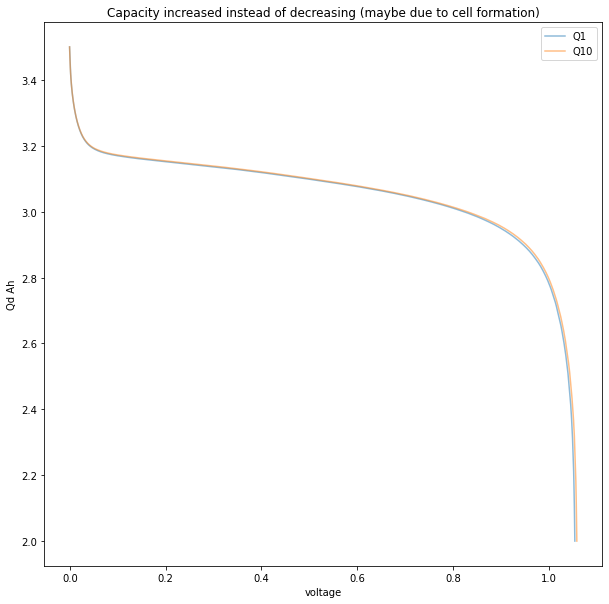 Capacity increased instead of decreasing (maybe due to cell formation)
Q1
Q10
3.4
3.2
3.0
2.8
2.6
2.4
2.2
2.0
Qd Ah
0.0 0.2 0.4 0.6 0.8 1.0
voltage